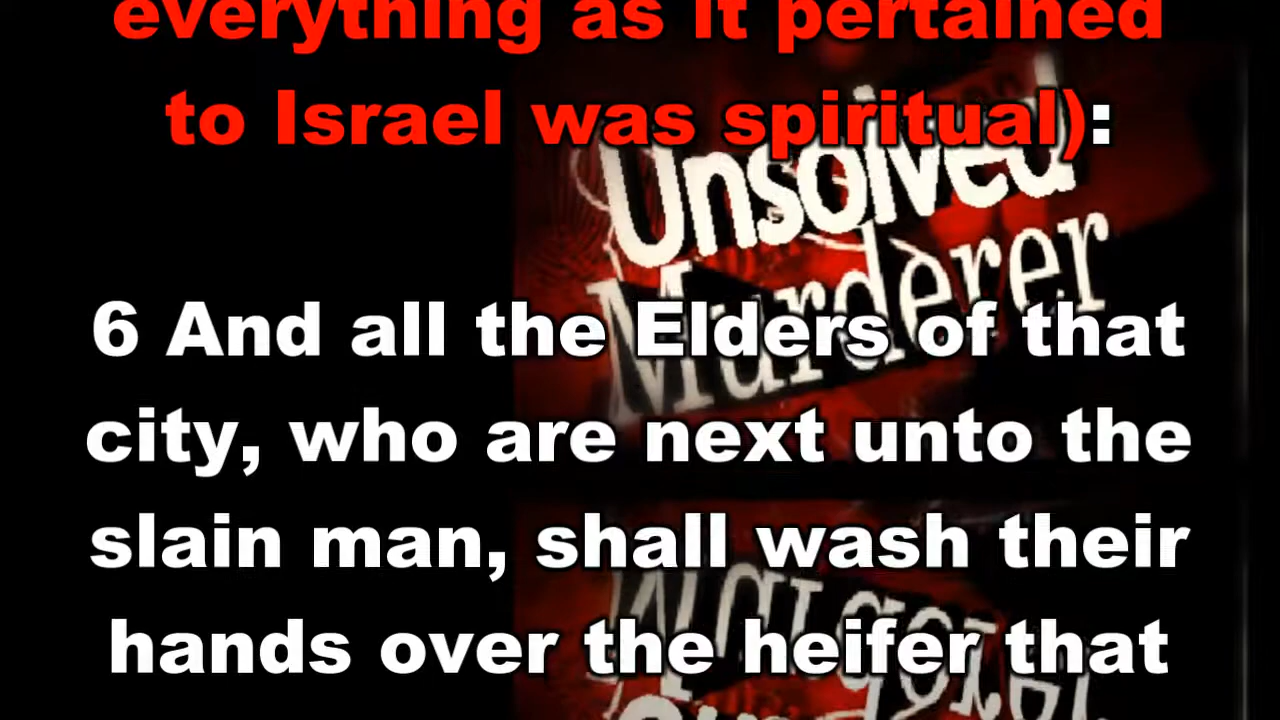 everything as it pertained
to Israel was spiritual):
Unsolved
Murderer
6 And all the Elders of that
city, who are next unto the
slain man, shall wash their
hands over the heifer that